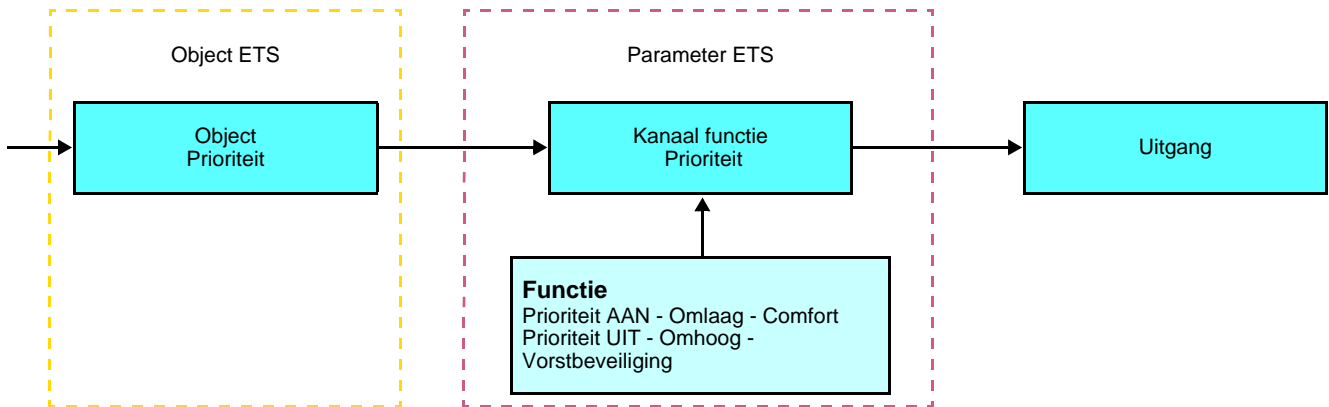 Object ETS
Parameter ETS
Object
Prioriteit
Kanaal functie
Prioriteit
Uitgang
Functie
Prioriteit AAN - Omlaag - Comfort
Prioriteit UIT - Omhoog -
Vorstbeveiliging